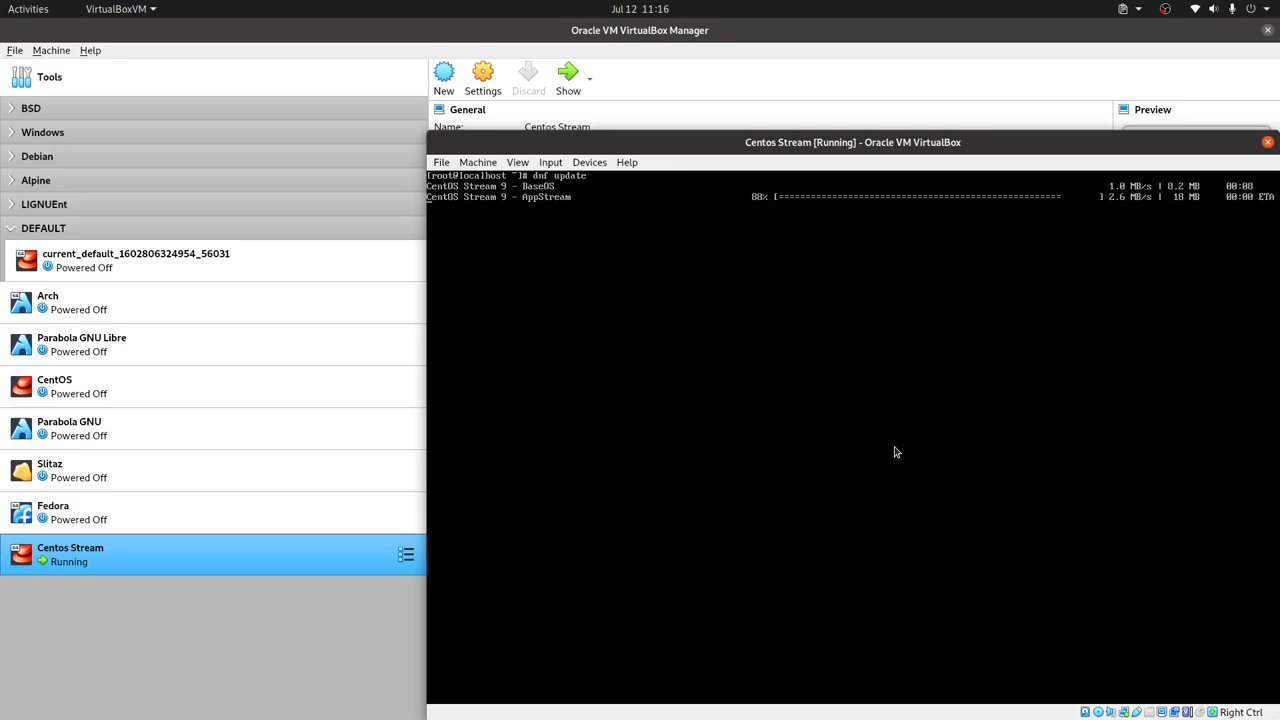 Activities VirtualBoxVM Jul 12 11:16
Oracle VM VirtualBox Manager
File Machine Help
Tools
New Settings Discard Show
General
Preview
Name: Centos Stream
BSD
Windows
Debian
Alpine
LIGNUEnt
DEFAULT
current_default_1602806324954_56031
Powered Off
Arch
Powered Off
Parabola GNU Libre
Powered Off
CentOS
Powered Off
Parabola GNU
Powered Off
Slitaz
Powered Off
Fedora
Powered Off
Centos Stream
Running
Centos Stream [Running] - Oracle VM VirtualBox
File Machine View Input Devices Help
[root@localhost ~]# dnf update
CentOS Stream 9 - BaseOS 1.0 MB/s | 8.2 MB 00:08
CentOS Stream 9 - AppStream 88% [===================================================== ] 2.6 MB/s | 18 MB 00:00 ETA
Right Ctrl